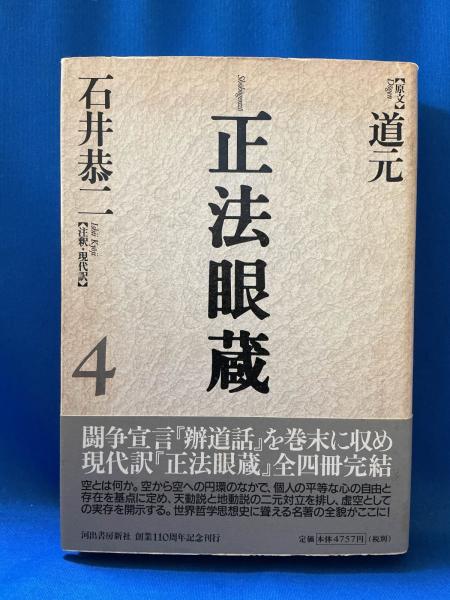 【原文】道元
Dōgen
正法眼蔵
Shōbōgenzō
石井恭二
Ishii Kyōji
【注釈・現代訳】
4
闘争宣言『辦道話』を巻末に収め
現代訳『正法眼蔵』全四冊完結
空とは何か。空から空への円環のなかで、個人の平等な心の自由と
存在を基点に定め、天動説と地動説の二元対立を排し、虚空として
の実存を開示する。世界哲学思想史に聳える名著の全貌がここに!
河出書房新社 創業110周年記念刊行
定価 本体4757円(税別)